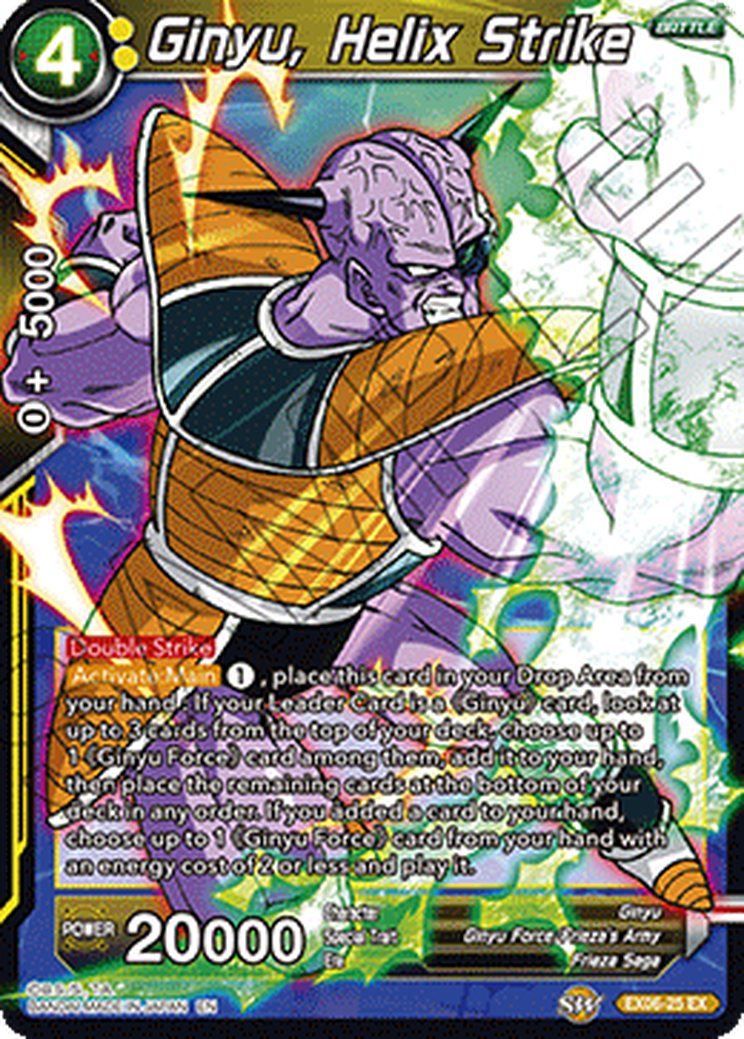 4
Ginyu, Helix Strike
BATTLE
0 + 5000
Double Strike
Activate:Main 1 , place this card in your Drop Area from
your hand : If your Leader Card is a 《Ginyu》 card, look at
up to 3 cards from the top of your deck, choose up to
1 《Ginyu Force》 card among them, add it to your hand,
then place the remaining cards at the bottom of your
deck in any order. If you added a card to your hand,
choose up to 1 《Ginyu Force》 card from your hand with
an energy cost of 2 or less and play it.
POWER 20000
Character Ginyu
Special Trait Ginyu Force/Frieza's Army
Era Frieza Saga
©B.S./S., T.A.
BANDAI MADE IN JAPAN EN
EX06-25 EX